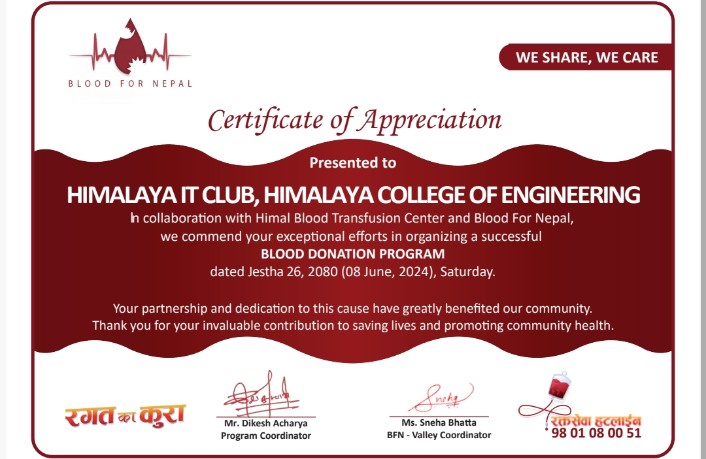 BLOOD FOR NEPAL
WE SHARE, WE CARE
Certificate of Appreciation
Presented to
HIMALAYA IT CLUB, HIMALAYA COLLEGE OF ENGINEERING
In collaboration with Himal Blood Transfusion Center and Blood For Nepal,
we commend your exceptional efforts in organizing a successful
BLOOD DONATION PROGRAM
dated Jestha 26, 2080 (08 June, 2024), Saturday.
Your partnership and dedication to this cause have greatly benefited our community.
Thank you for your invaluable contribution to saving lives and promoting community health.
रगत का कुरा
Mr. Dikesh Acharya
Program Coordinator
Sneha
Ms. Sneha Bhatta
BFN - Valley Coordinator
रक्तसेवा हटलाईन
98 01 08 00 51